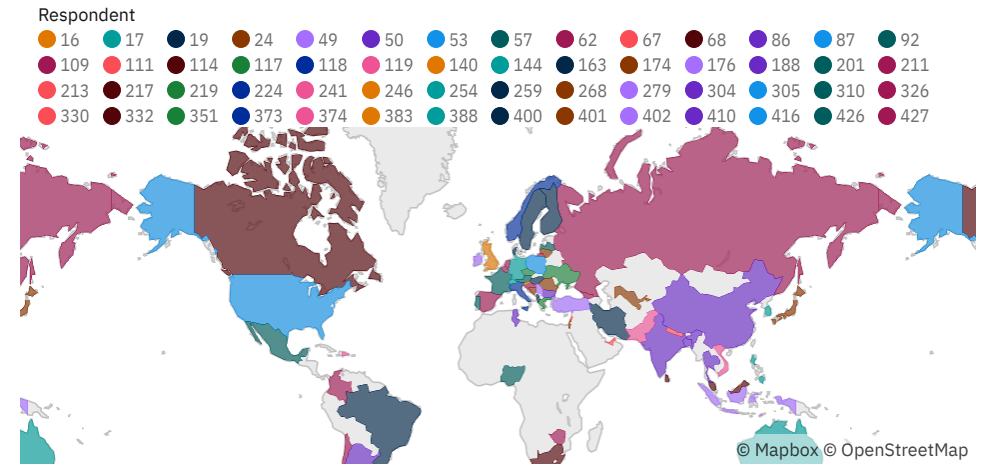 Respondent
16 17 19 24 49 50 53 57 62 67 68 86 87 92
109 111 114 117 118 119 140 144 163 174 176 188 201 211
213 217 219 224 241 246 254 259 268 279 304 305 310 326
330 332 351 373 374 383 388 400 401 402 410 416 426 427
© Mapbox © OpenStreetMap